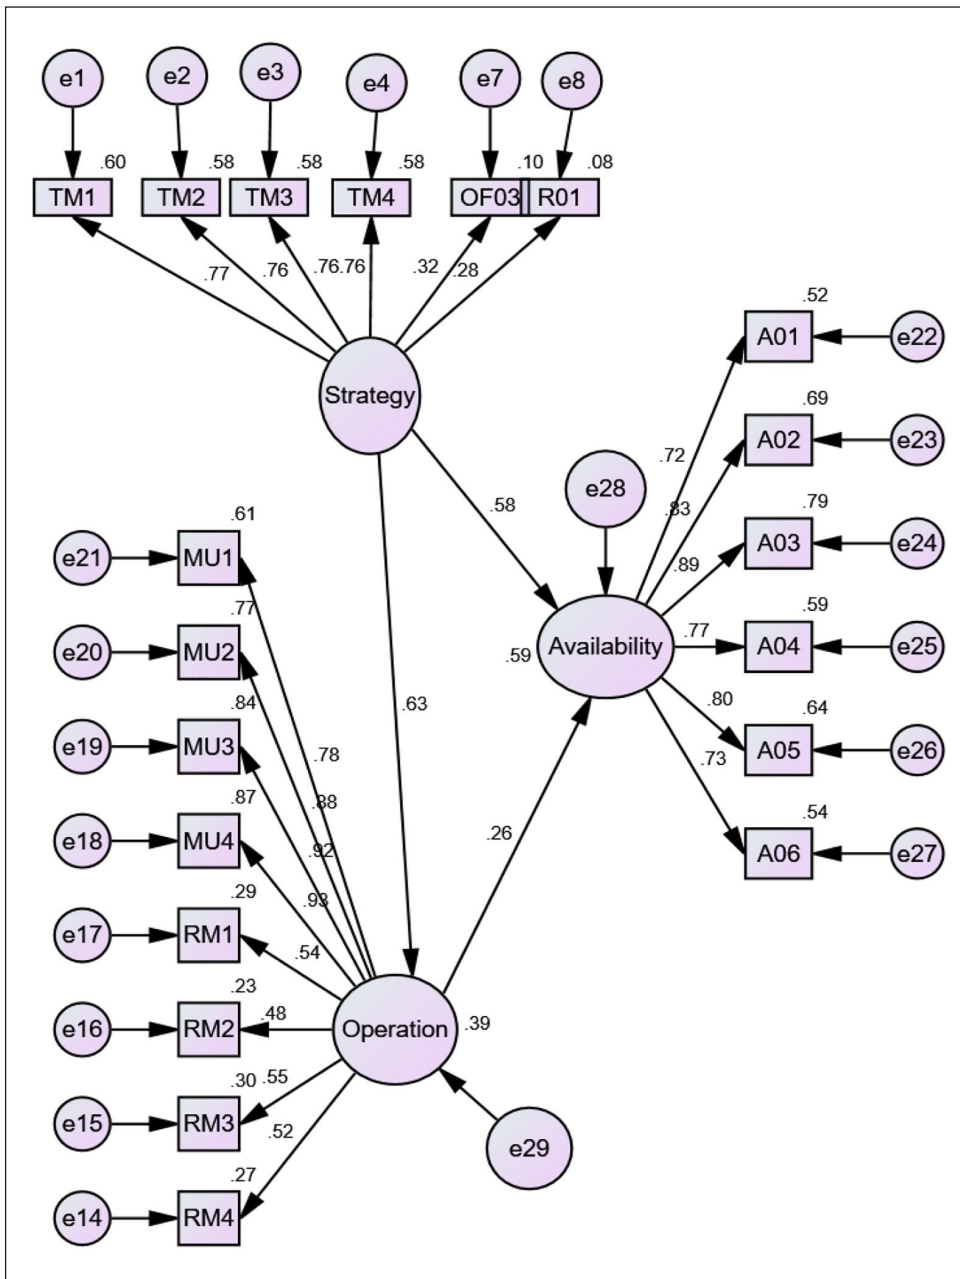 e1 e2 e3 e4 e7 e8
.60 .58 .58 .58 .10 .08
TM1 TM2 TM3 TM4 OF03 R01
.77 .76 .76 .76 .32 .28
Strategy
.52
A01 e22
.69
A02 e23
.72
.83
.79
A03 e24
.89
.59
A04 e25
.77
.64
A05 e26
.80
.54
A06 e27
.73
e28
.58
Availability
.59
.63
.26
.61
e21 MU1
.77
e20 MU2
.84
e19 MU3
.87
e18 MU4
.29
e17 RM1
.23
e16 RM2
.30
e15 RM3
.27
e14 RM4
.78
.88
.92
.93
.54
.48
.55
.52
Operation
.39
e29